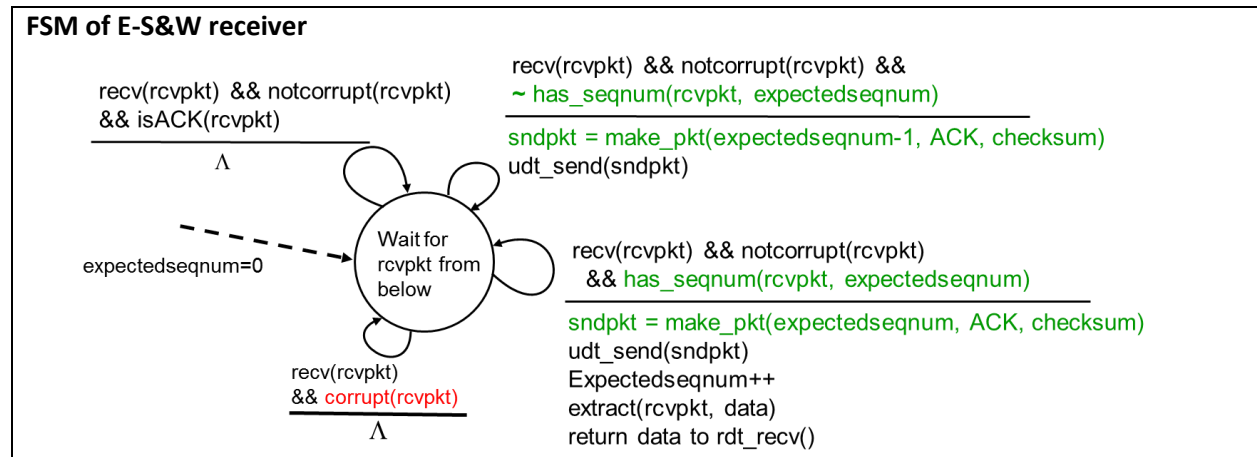 FSM of E-S&W receiver
recv(rcvpkt) && notcorrupt(rcvpkt)
&& isACK(rcvpkt)
Λ
recv(rcvpkt) && notcorrupt(rcvpkt) &&
~ has_seqnum(rcvpkt, expectedseqnum)
sndpkt = make_pkt(expectedseqnum-1, ACK, checksum)
udt_send(sndpkt)
expectedseqnum=0
Wait for
rcvpkt from
below
recv(rcvpkt) && notcorrupt(rcvpkt)
&& has_seqnum(rcvpkt, expectedseqnum)
sndpkt = make_pkt(expectedseqnum, ACK, checksum)
udt_send(sndpkt)
Expectedseqnum++
extract(rcvpkt, data)
return data to rdt_recv()
recv(rcvpkt)
&& corrupt(rcvpkt)
Λ